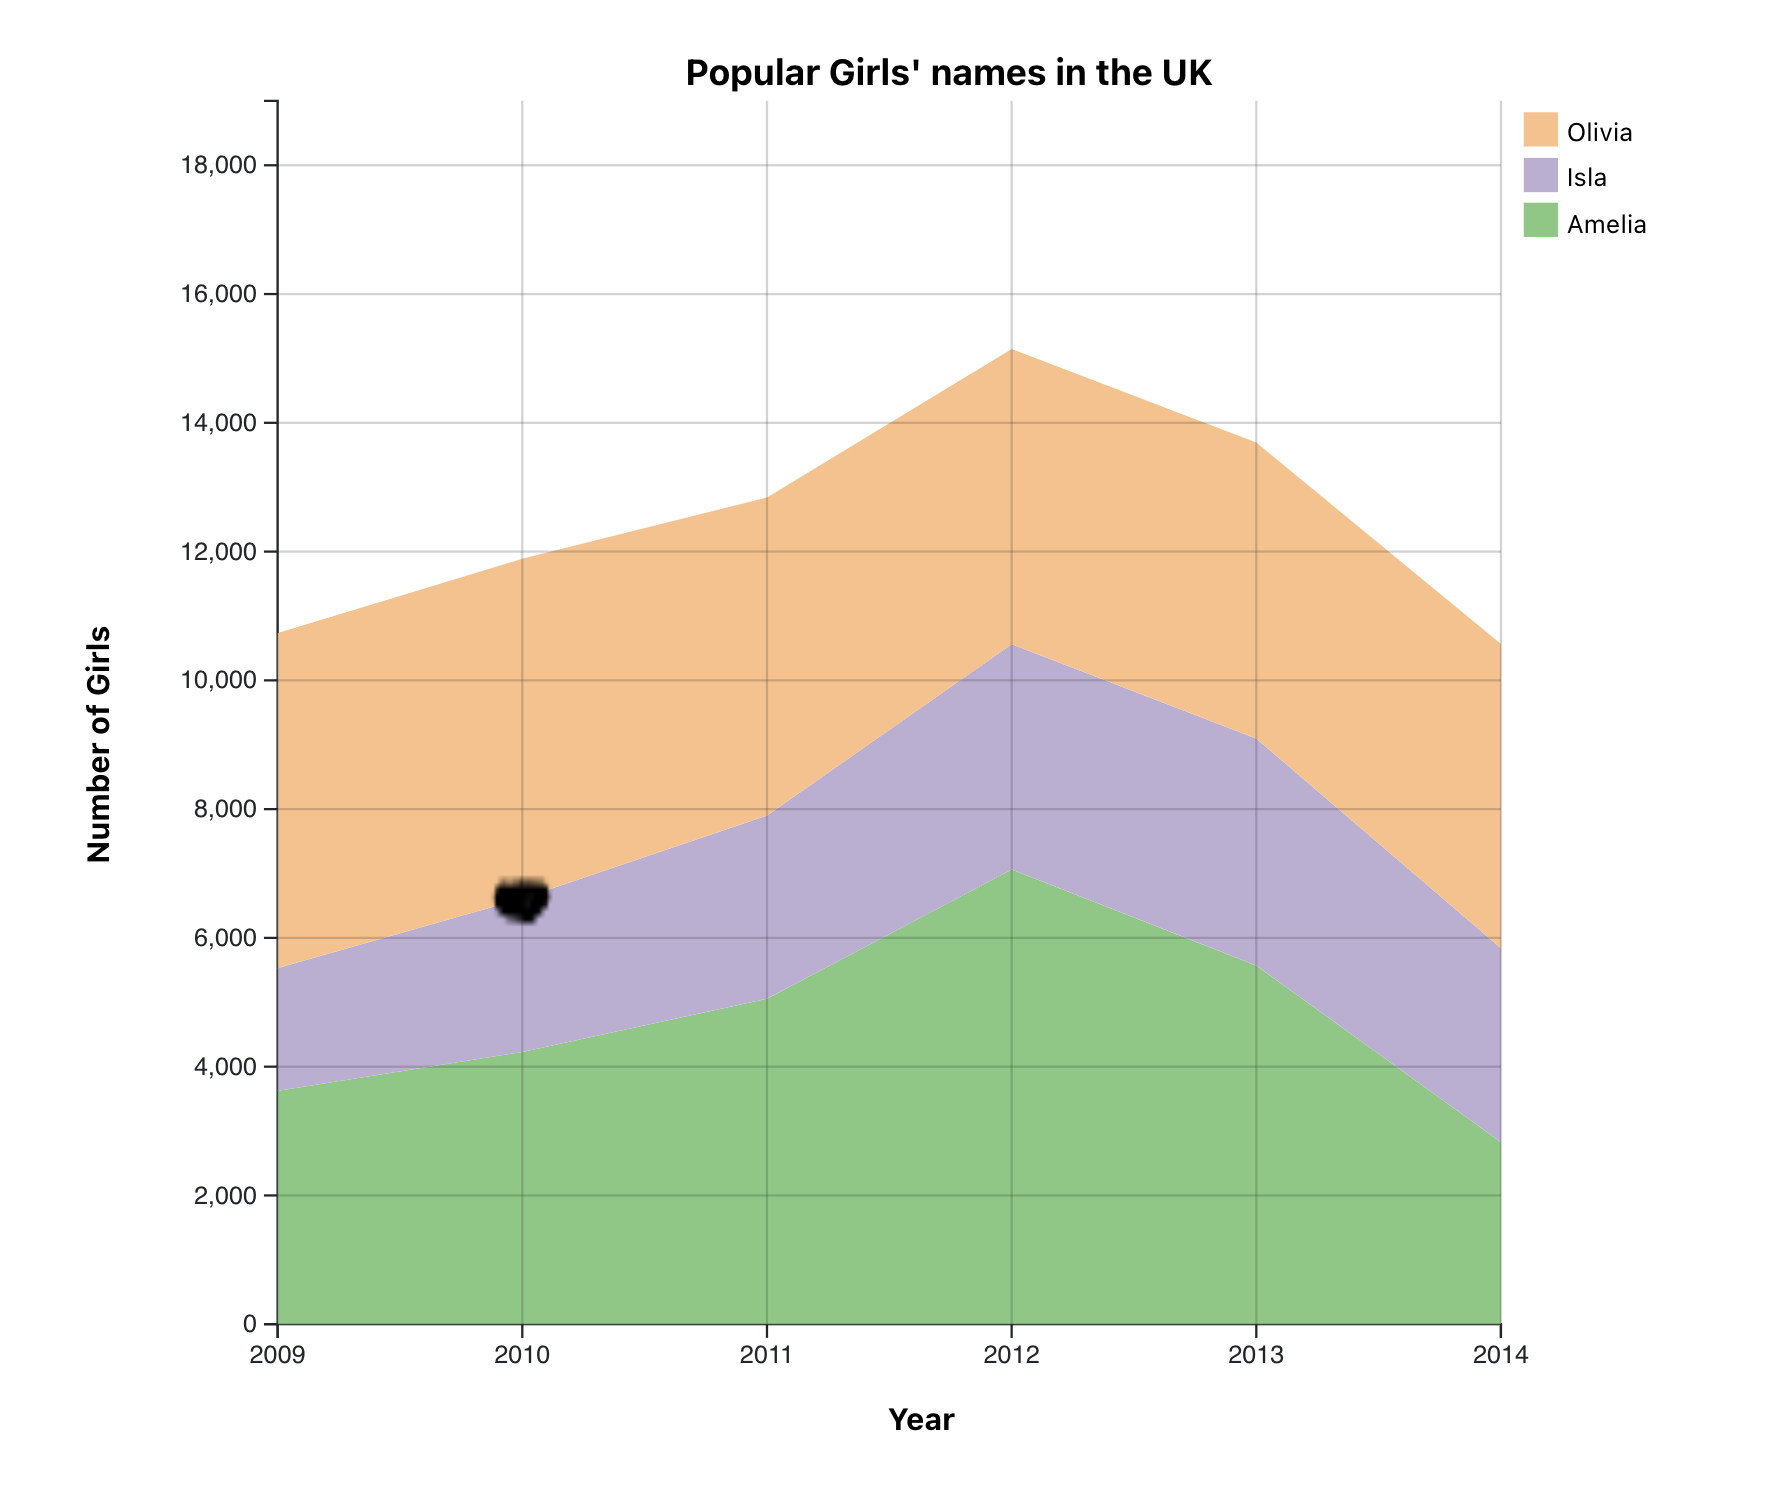 Popular Girls' names in the UK
Olivia
Isla
Amelia
18,000
16,000
14,000
12,000
10,000
8,000
6,000
4,000
2,000
0
Number of Girls
2009 2010 2011 2012 2013 2014
Year